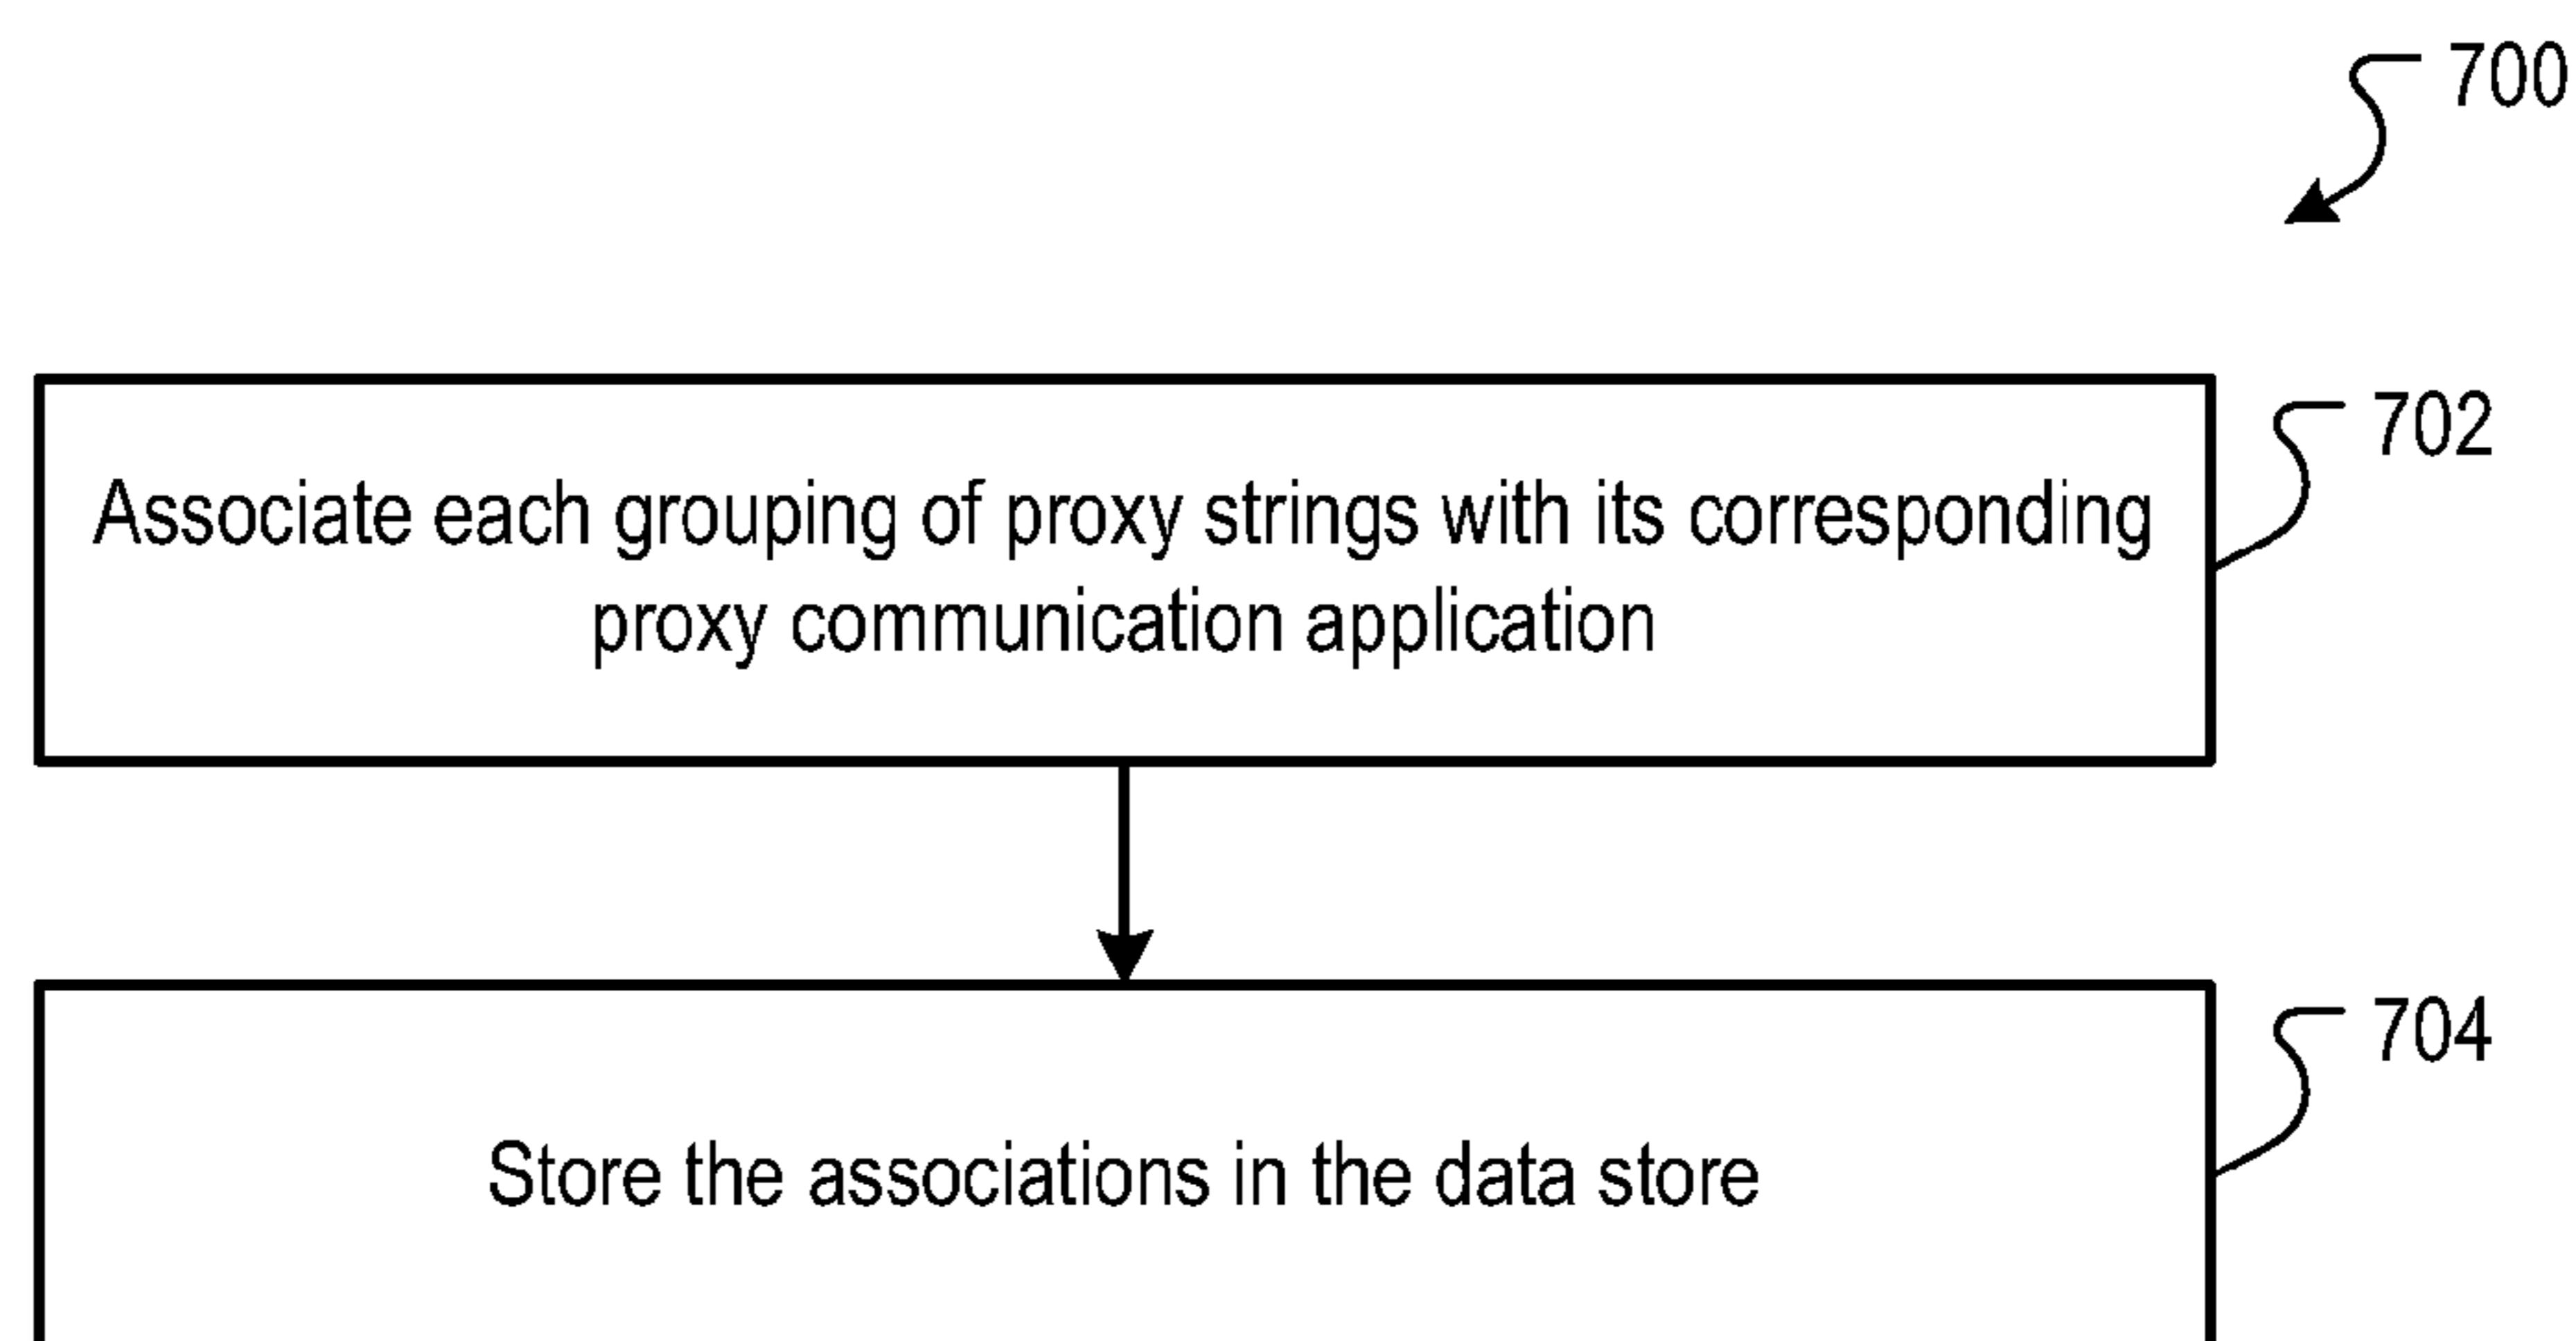 700
702
Associate each grouping of proxy strings with its corresponding
proxy communication application
704
Store the associations in the data store